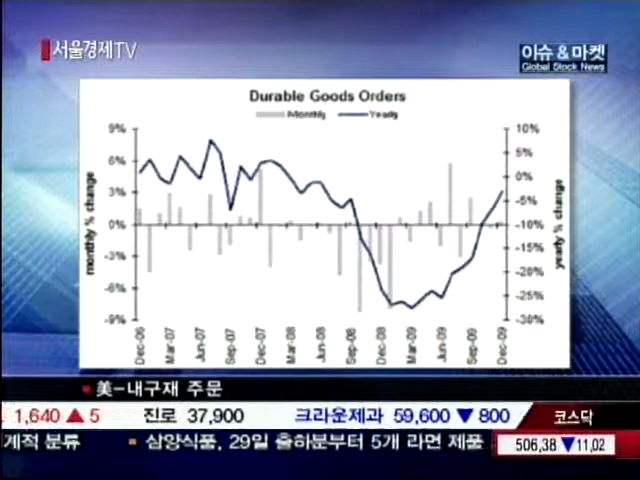 서울경제TV
이슈&마켓
Global Stock News
Durable Goods Orders
Monthly Yearly
9%
6%
3%
0%
-3%
-6%
-9%
monthly % change
10%
5%
0%
-5%
-10%
-15%
-20%
-25%
-30%
yearly % change
Dec-06 Mar-07 Jun-07 Sep-07 Dec-07 Mar-08 Jun-08 Sep-08 Dec-08 Mar-09 Jun-09 Sep-09 Dec-09
美-내구재 주문
1,640 ▲ 5 진로 37,900 크라운제과 59,600 ▼ 800 코스닥
계적 분류 삼양식품, 29일 출하분부터 5개 라면 제품 506,38 ▼11,02